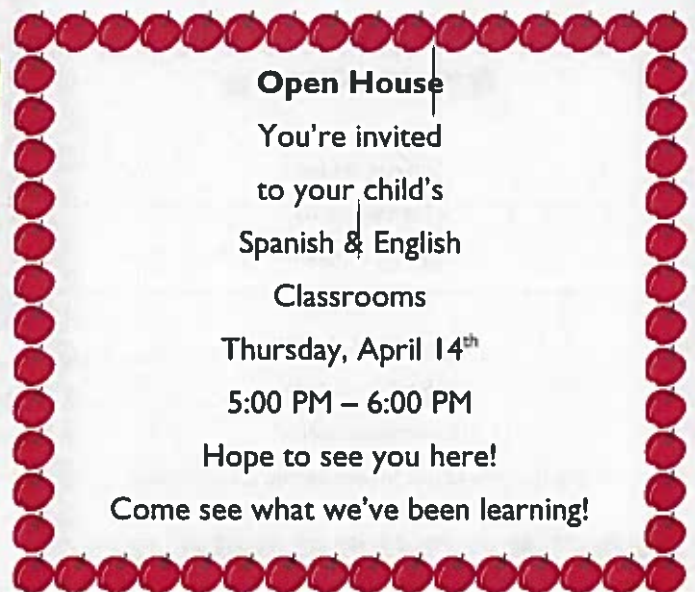 Open House
You're invited
to your child's
Spanish & English
Classrooms
Thursday, April 14th
5:00 PM – 6:00 PM
Hope to see you here!
Come see what we've been learning!